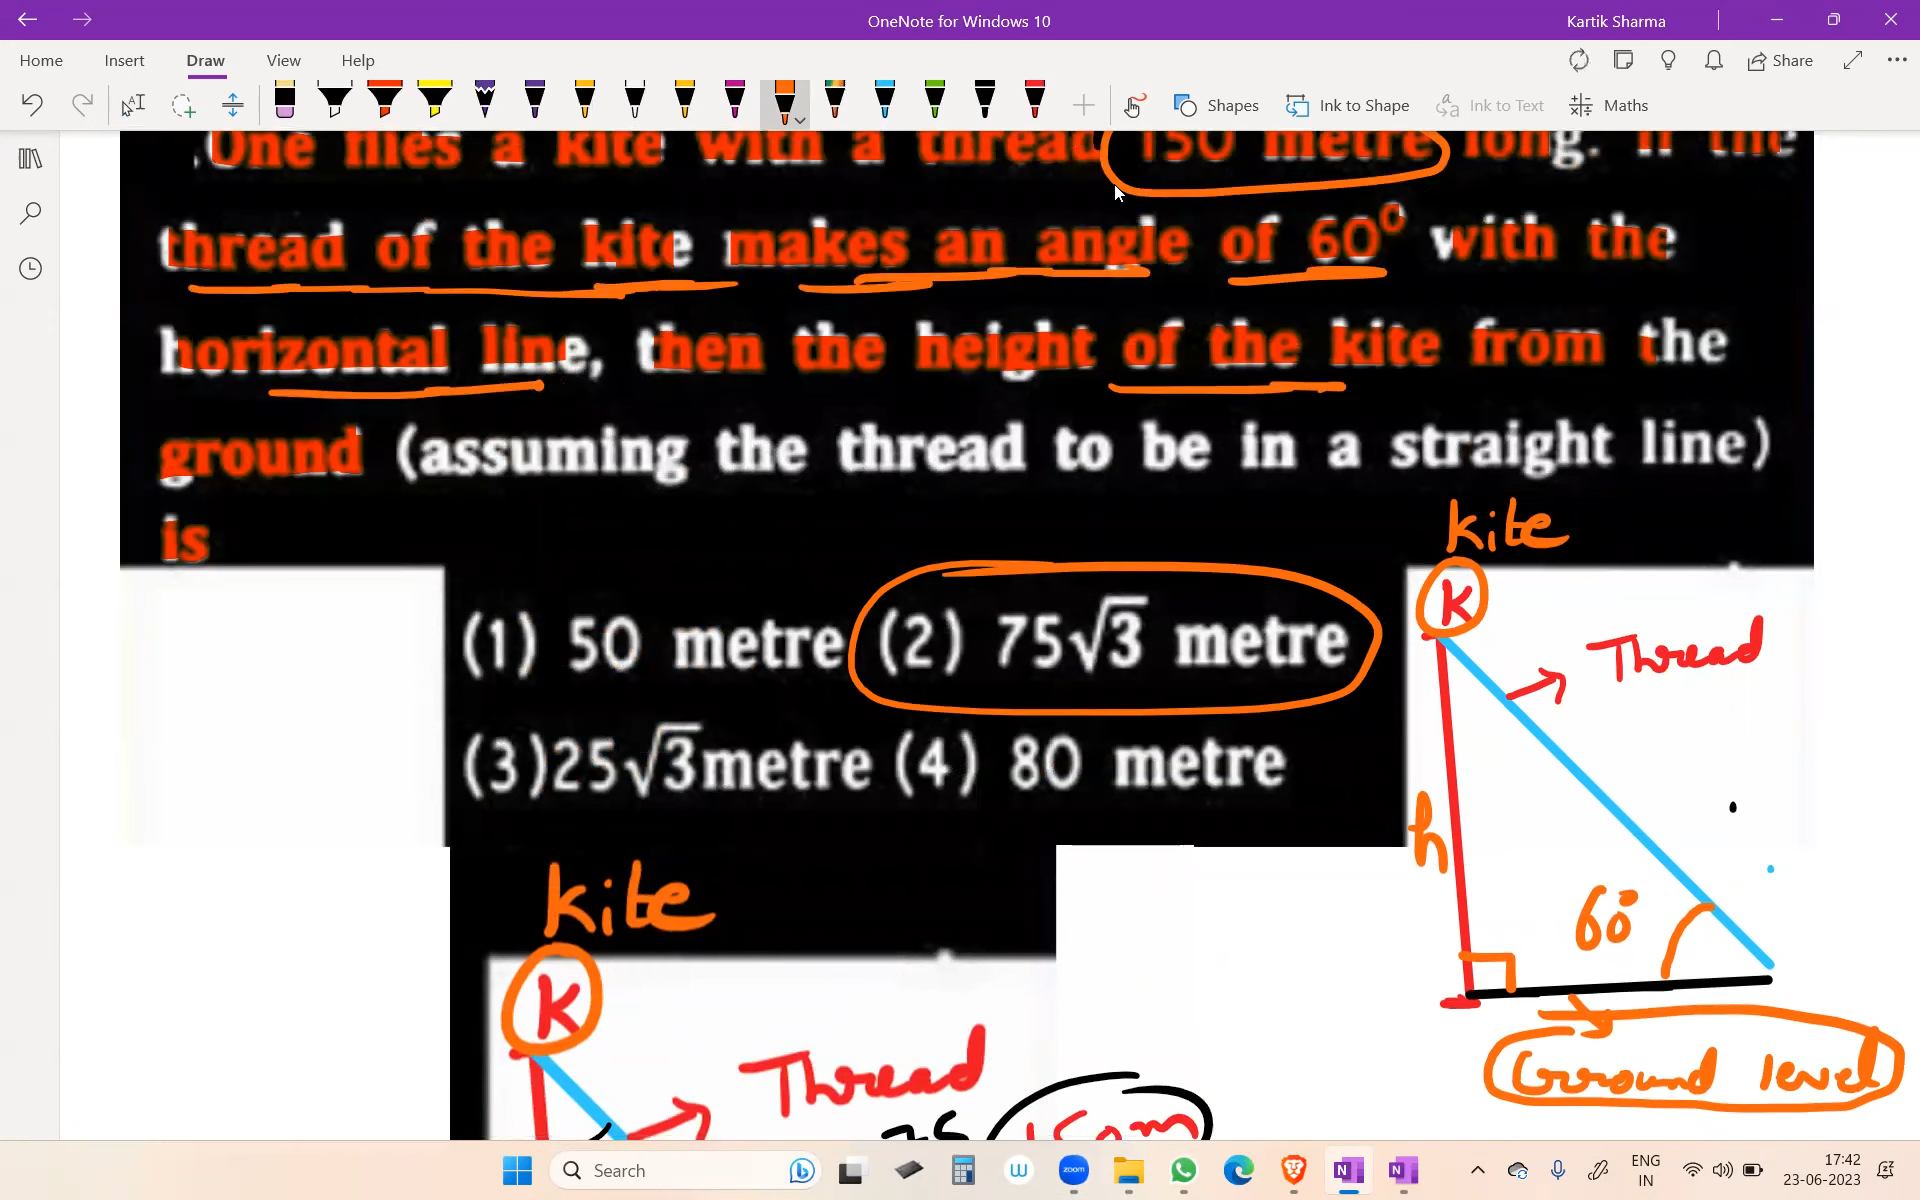 OneNote for Windows 10
Kartik Sharma
Home Insert Draw View Help
Share
Shapes Ink to Shape Ink to Text Maths
.One flies a kite with a thread 150 metre long. If the
thread of the kite makes an angle of 60° with the
horizontal line, then the height of the kite from the
ground (assuming the thread to be in a straight line)
is
kite
(1) 50 metre (2) 75√3 metre
K
Thread
(3)25√3metre (4) 80 metre
h
60°
kite
K
Ground level
Thread
75 150m
Search
zoom
ENG
IN
17:42
23-06-2023